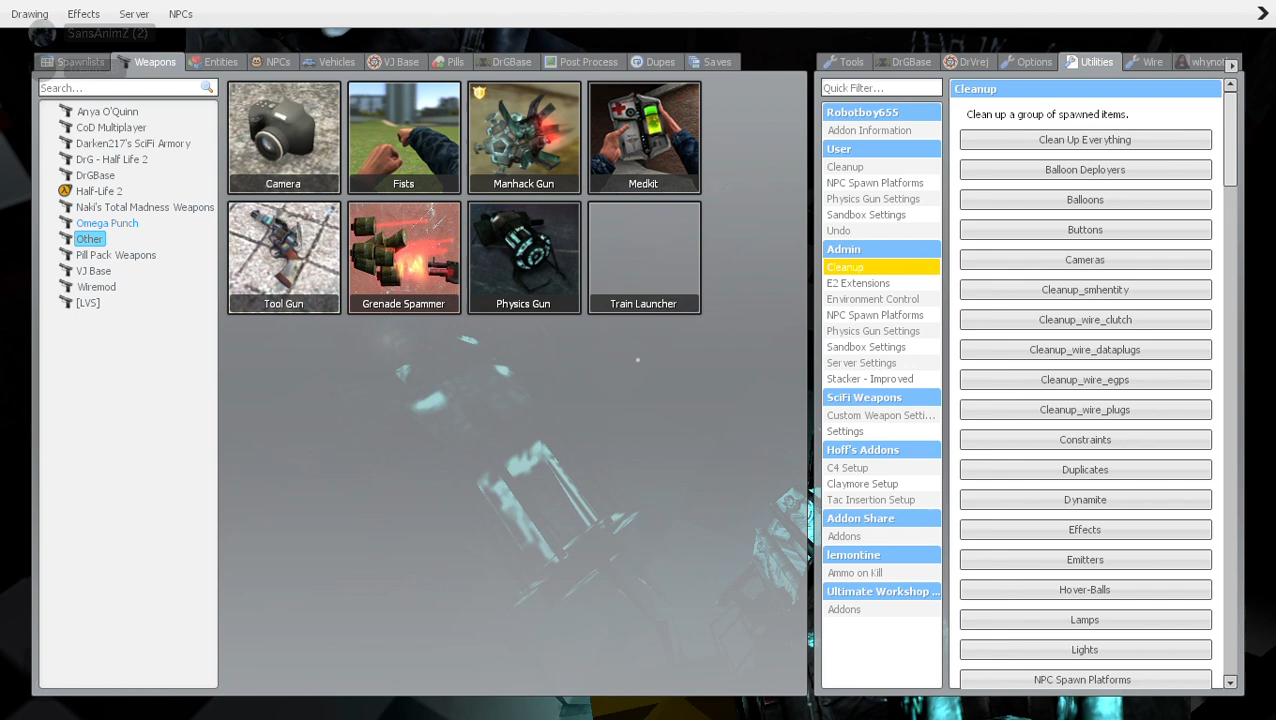 Drawing Effects Server NPCs
SansAnimZ (2)
Spawnlists Weapons Entities NPCs Vehicles VJ Base Pills DrGBase Post Process Dupes Saves
Search...
Anya O'Quinn
CoD Multiplayer
Darken217's SciFi Armory
DrG - Half Life 2
DrGBase
Half-Life 2
Naki's Total Madness Weapons
Omega Punch
Other
Pill Pack Weapons
VJ Base
Wiremod
[LVS]
Camera Fists Manhack Gun Medkit
Tool Gun Grenade Spammer Physics Gun Train Launcher
Tools DrGBase DrVrej Options Utilities Wire whynot
Quick Filter...
Robotboy655
Addon Information
User
Cleanup
NPC Spawn Platforms
Physics Gun Settings
Sandbox Settings
Undo
Admin
Cleanup
E2 Extensions
Environment Control
NPC Spawn Platforms
Physics Gun Settings
Sandbox Settings
Server Settings
Stacker - Improved
SciFi Weapons
Custom Weapon Setti...
Settings
Hoff's Addons
C4 Setup
Claymore Setup
Tac Insertion Setup
Addon Share
Addons
lemontine
Ammo on Kill
Ultimate Workshop ...
Addons
Cleanup
Clean up a group of spawned items.
Clean Up Everything
Balloon Deployers
Balloons
Buttons
Cameras
Cleanup_smhentity
Cleanup_wire_clutch
Cleanup_wire_dataplugs
Cleanup_wire_egps
Cleanup_wire_plugs
Constraints
Duplicates
Dynamite
Effects
Emitters
Hover-Balls
Lamps
Lights
NPC Spawn Platforms